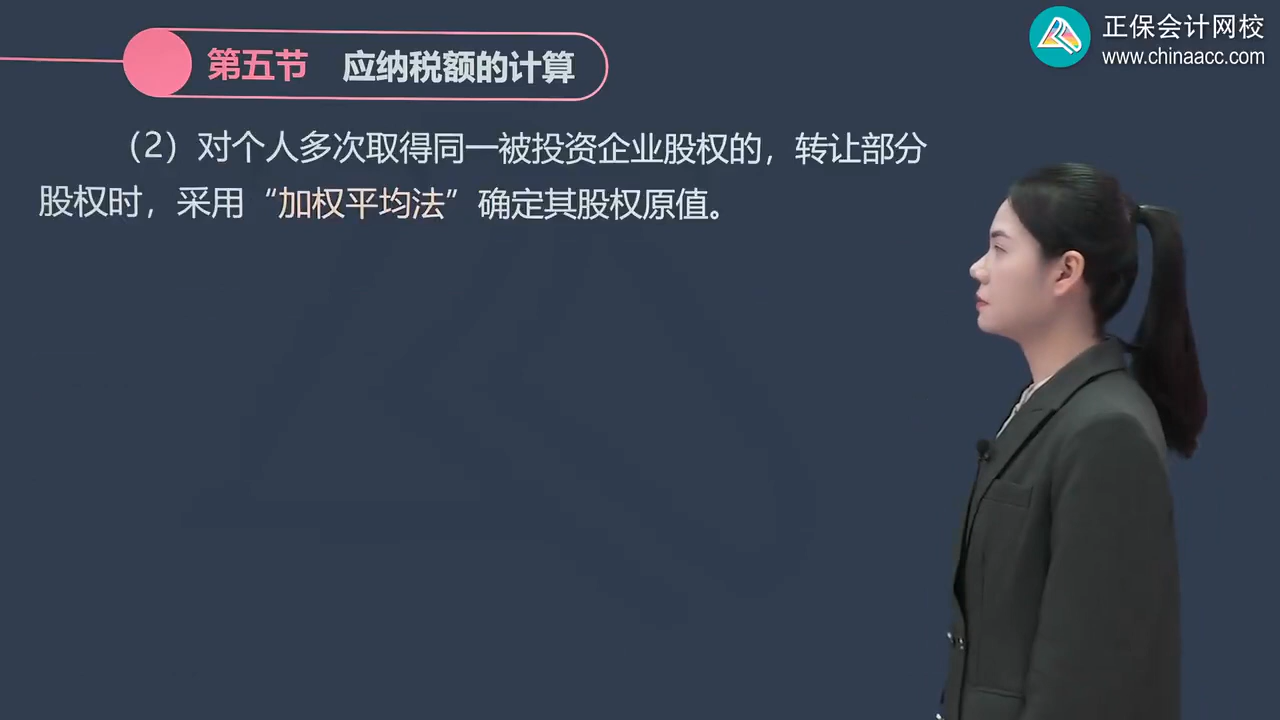 正保会计网校
www.chinaacc.com
第五节 应纳税额的计算
（2）对个人多次取得同一被投资企业股权的，转让部分
股权时，采用“加权平均法”确定其股权原值。